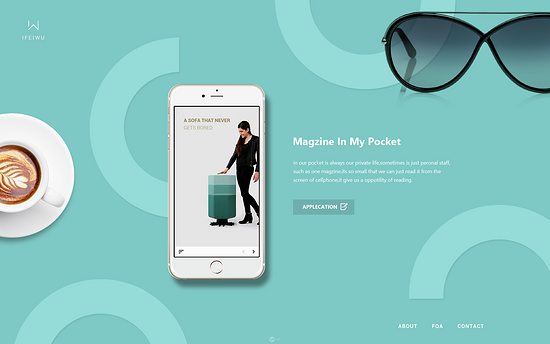 IFEIWU
A SOFA THAT NEVER
GETS BORED
Magzine In My Pocket
In our pocket is always our private life,sometimes is just personal staff,
such as one magzine,its so small that we can just read it from the
screen of cellphone,it give us a oppotitly of reading.
APPLECATION
ABOUT
FQA
CONTACT